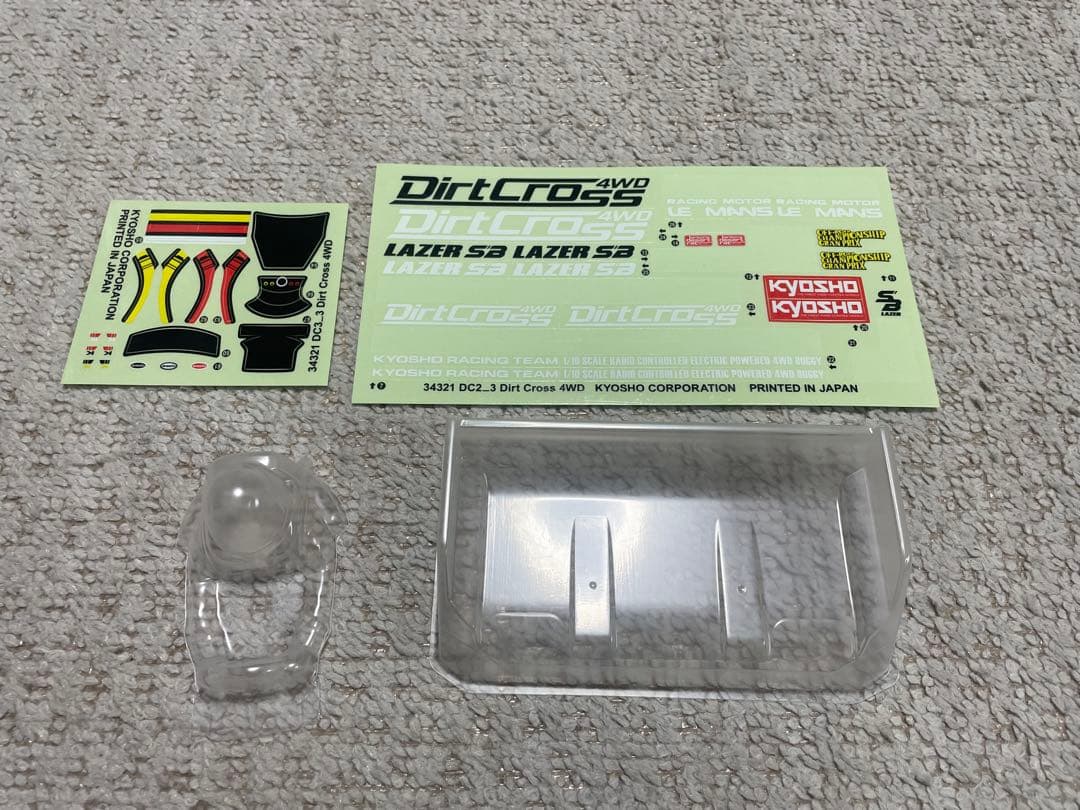 KYOSHO CORPORATION
PRINTED IN JAPAN
34321 DC3_3 Dirt Cross 4WD
DirtCross 4WD
DirtCross 4WD
LAZER SB LAZER SB
LAZER SB LAZER SB
RACING MOTOR RACING MOTOR
LE MANS LE MANS
CHAMPIONSHIP
GRAN PRIX
CHAMPIONSHIP
GRAN PRIX
KYOSHO
KYOSHO
SB
LAZER
DirtCross 4WD DirtCross 4WD
KYOSHO RACING TEAM 1/10 SCALE RADIO CONTROLLED ELECTRIC POWERED 4WD BUGGY
KYOSHO RACING TEAM 1/10 SCALE RADIO CONTROLLED ELECTRIC POWERED 4WD BUGGY
34321 DC2_3 Dirt Cross 4WD KYOSHO CORPORATION PRINTED IN JAPAN